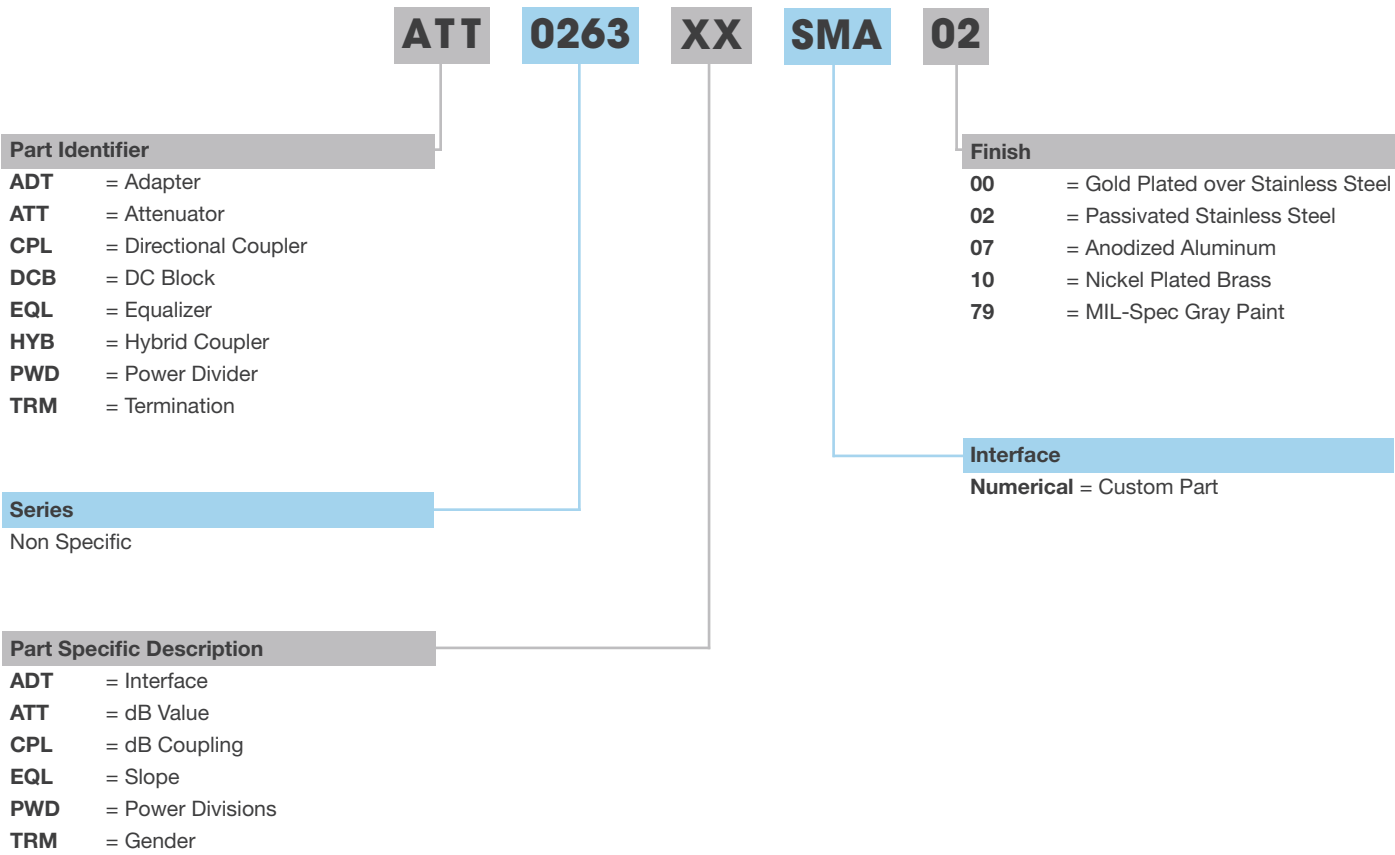 ATT 0263 XX SMA 02
Part Identifier
ADT = Adapter
ATT = Attenuator
CPL = Directional Coupler
DCB = DC Block
EQL = Equalizer
HYB = Hybrid Coupler
PWD = Power Divider
TRM = Termination
Series
Non Specific
Part Specific Description
ADT = Interface
ATT = dB Value
CPL = dB Coupling
EQL = Slope
PWD = Power Divisions
TRM = Gender
Finish
00 = Gold Plated over Stainless Steel
02 = Passivated Stainless Steel
07 = Anodized Aluminum
10 = Nickel Plated Brass
79 = MIL-Spec Gray Paint
Interface
Numerical = Custom Part